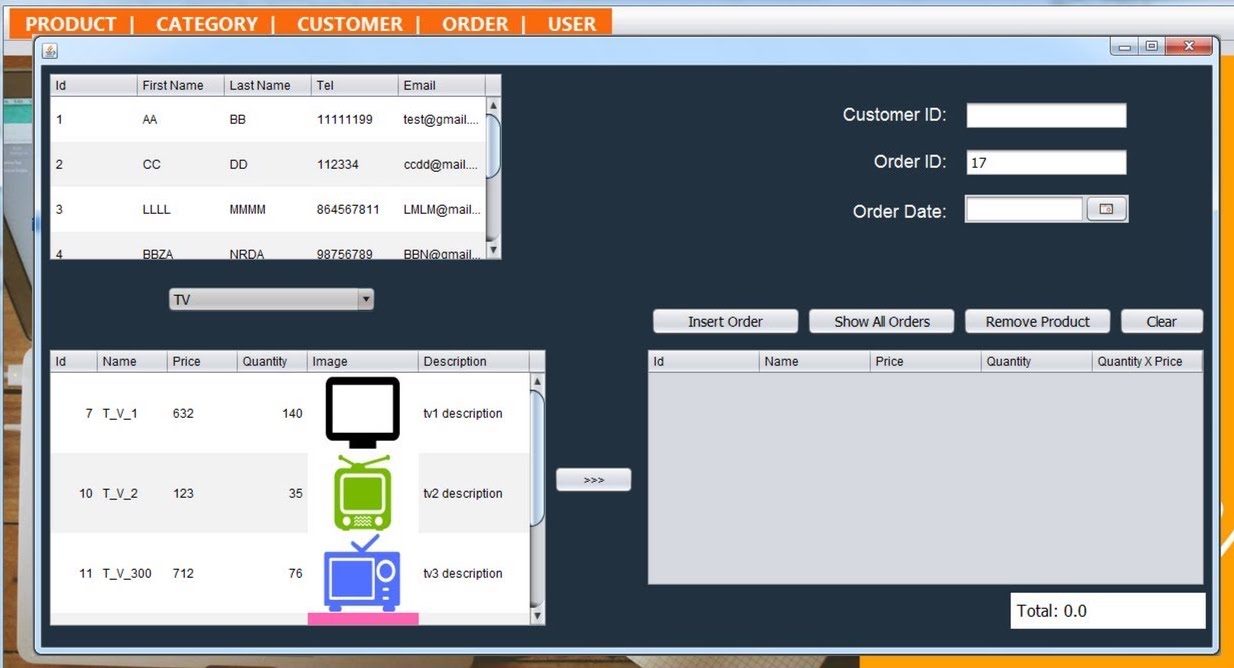 PRODUCT | CATEGORY | CUSTOMER | ORDER | USER
Id First Name Last Name Tel Email
1 AA BB 11111199 test@gmail....
2 CC DD 112334 ccdd@mail....
3 LLLL MMMM 864567811 LMLM@mail...
4 BBZA NRDA 98756789 BBN@gmail...
Customer ID:
Order ID: 17
Order Date:
TV
Insert Order Show All Orders Remove Product Clear
Id Name Price Quantity Image Description
7 T_V_1 632 140 tv1 description
10 T_V_2 123 35 tv2 description
11 T_V_300 712 76 tv3 description
>>>
Id Name Price Quantity Quantity X Price
Total: 0.0